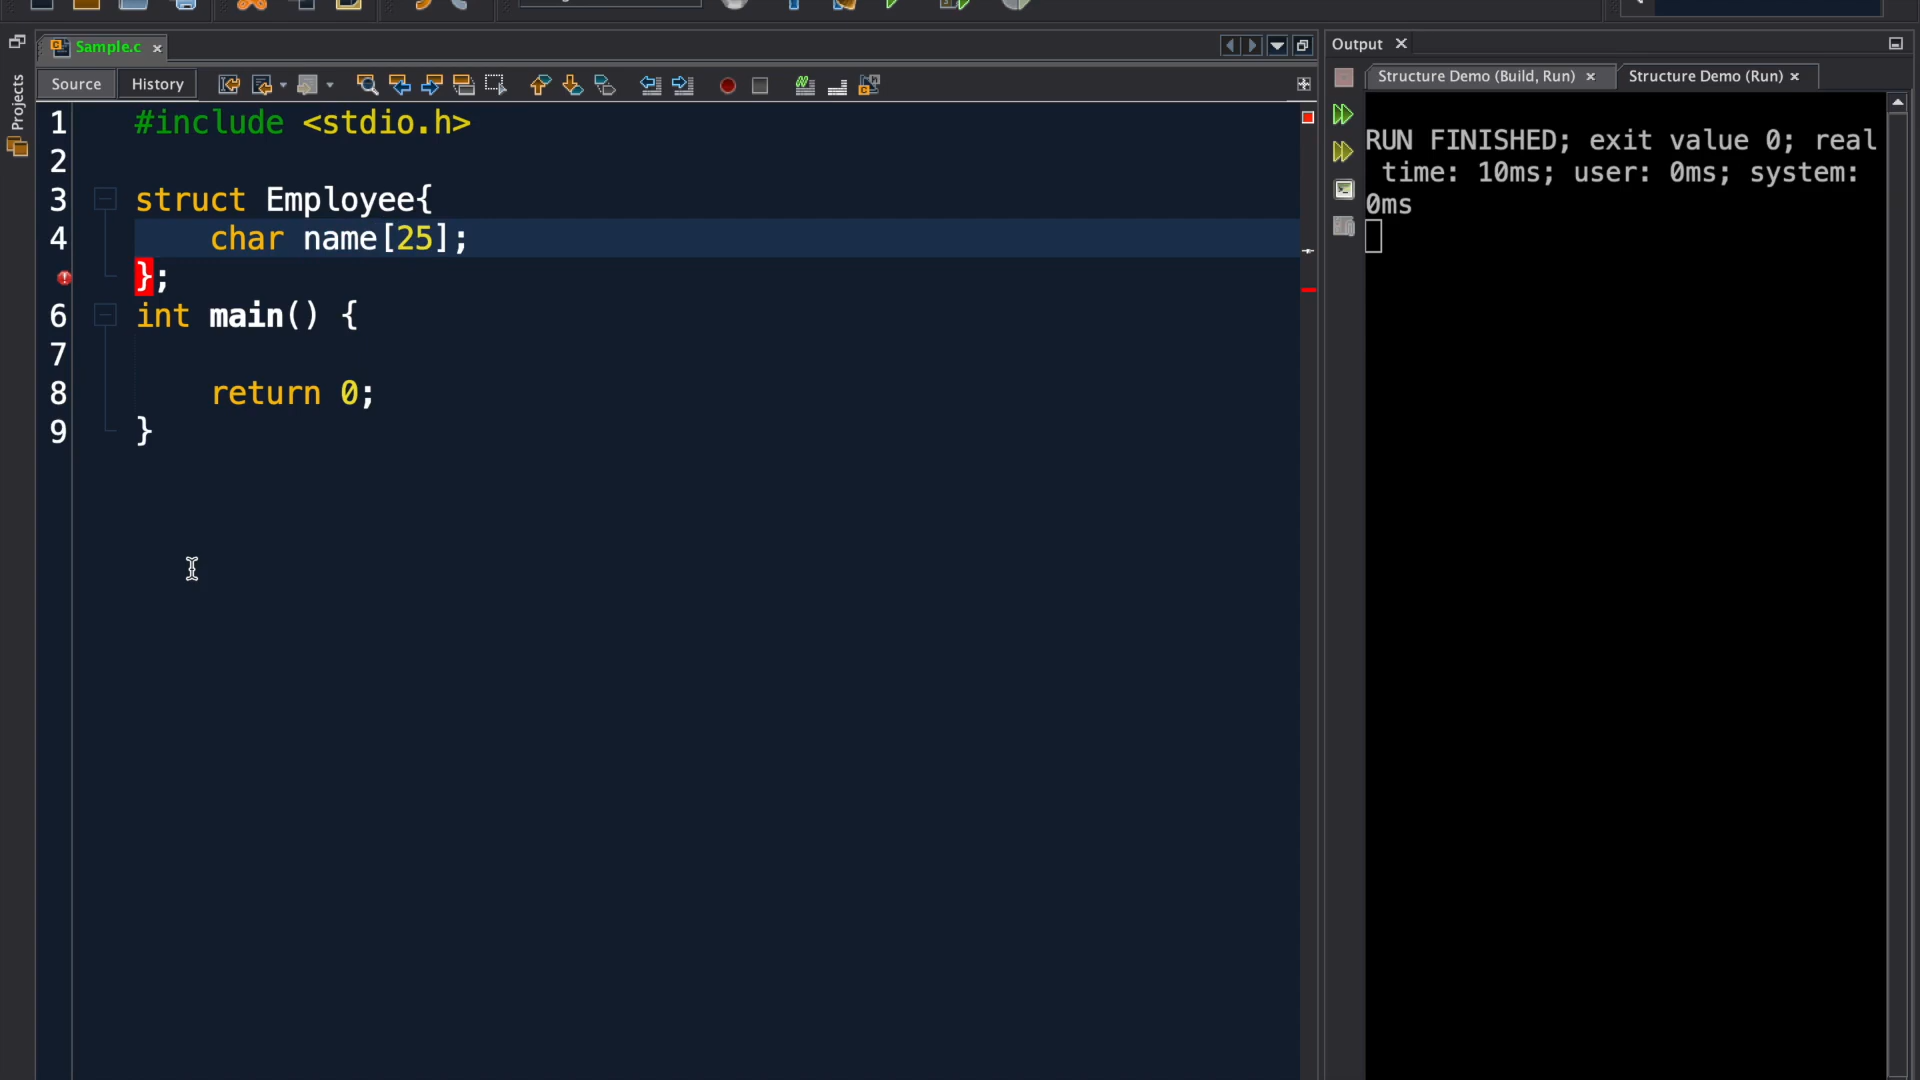 Sample.c
Source History
Projects
1 #include <stdio.h>
2
3 struct Employee{
4 char name[25];
};
6 int main() {
7
8 return 0;
9 }
Output
Structure Demo (Build, Run) Structure Demo (Run)
RUN FINISHED; exit value 0; real
time: 10ms; user: 0ms; system:
0ms